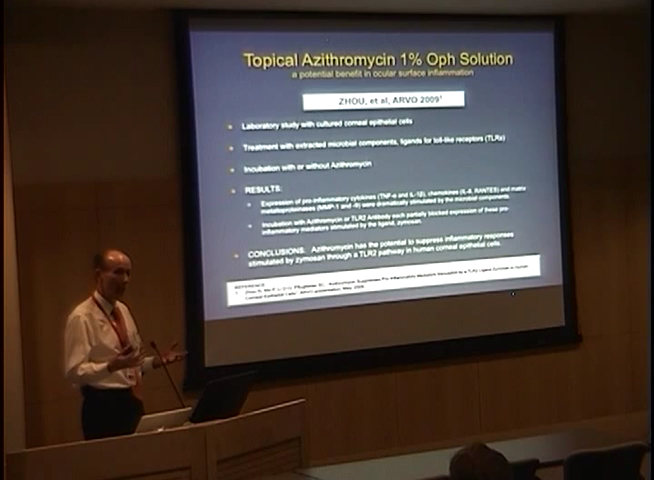 Topical Azithromycin 1% Oph Solution
a potential benefit in ocular surface inflammation
ZHOU, et al, ARVO 2009¹
Laboratory study with cultured corneal epithelial cells
Treatment with extracted microbial components, ligands for toll-like receptors (TLRs)
Incubation with or without Azithromycin
RESULTS:
Expression of pro-inflammatory cytokines (TNF-α and IL-1β), chemokines (IL-8, RANTES) and matrix
metalloproteinases (MMP-1 and -9) were dramatically stimulated by the microbial components.
Incubation with Azithromycin or TLR2 Antibody each partially blocked expression of these pro-
inflammatory mediators stimulated by the ligand, zymosan.
CONCLUSIONS: Azithromycin has the potential to suppress inflammatory responses
stimulated by zymosan through a TLR2 pathway in human corneal epithelial cells.
REFERENCE